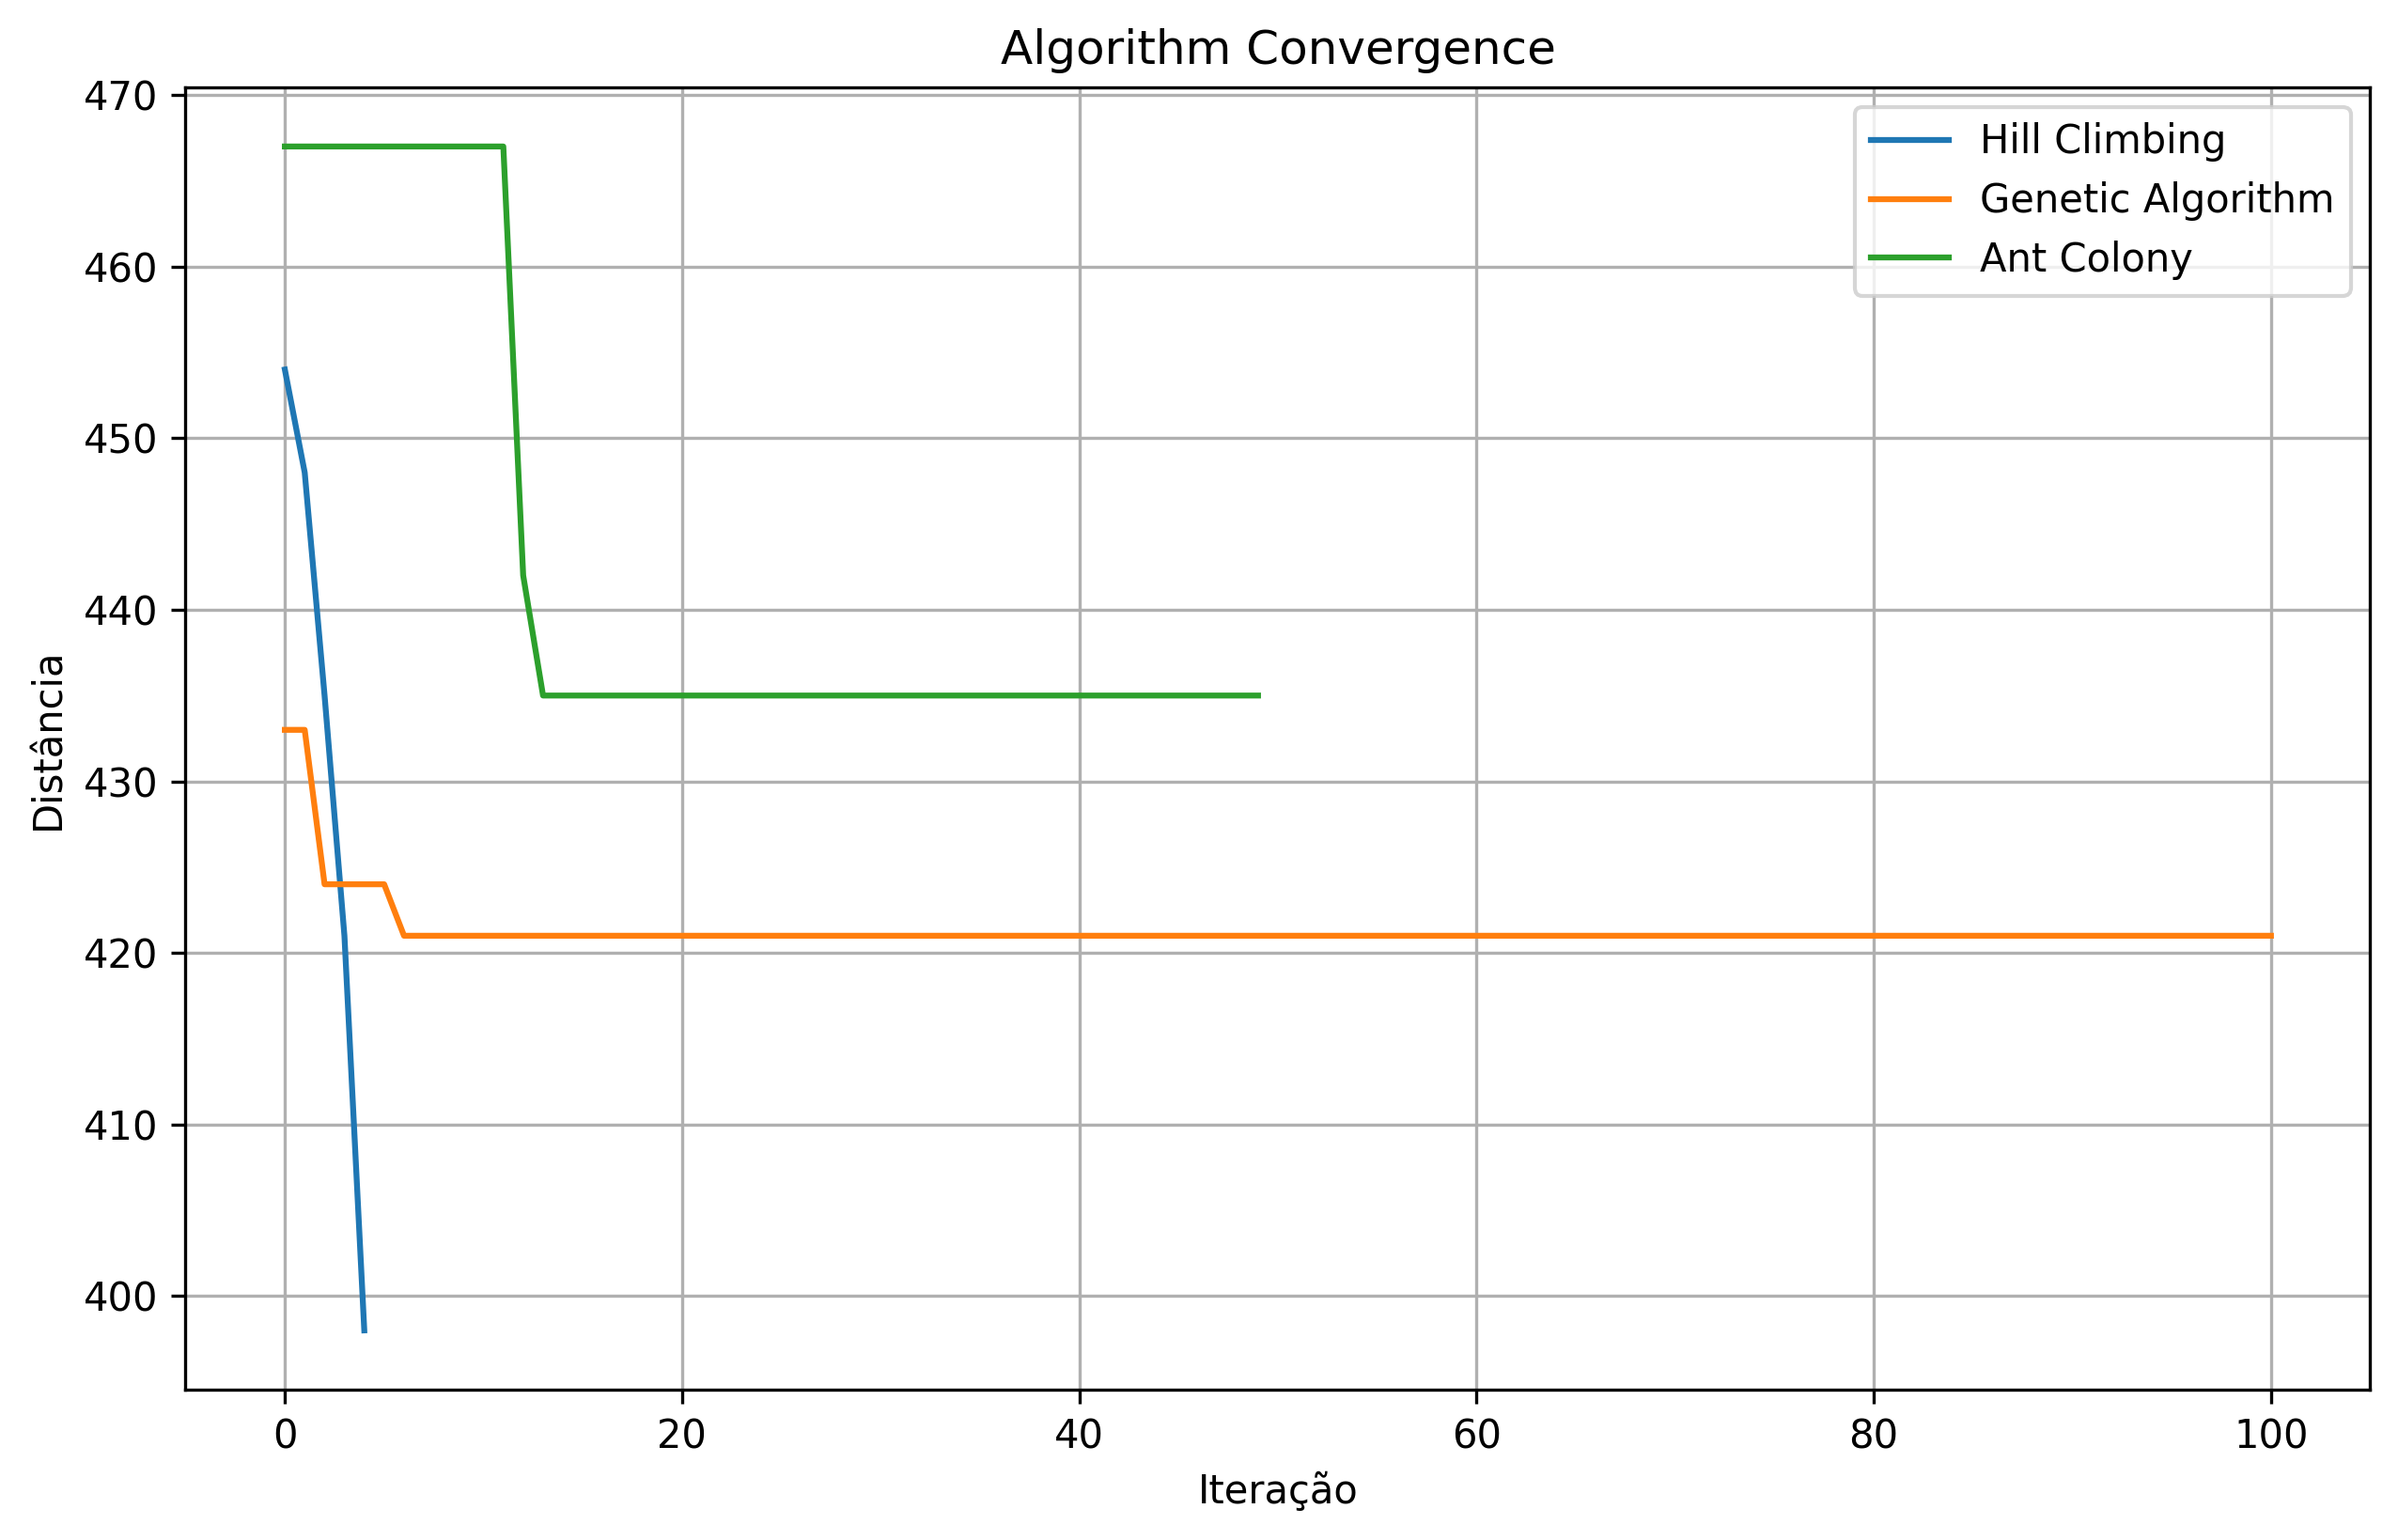 Algorithm Convergence
Hill Climbing
Genetic Algorithm
Ant Colony
Distância
470
460
450
440
430
420
410
400
0 20 40 60 80 100
Iteração